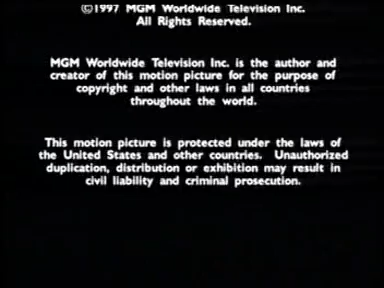 ©1997 MGM Worldwide Television Inc.
All Rights Reserved.
MGM Worldwide Television Inc. is the author and
creator of this motion picture for the purpose of
copyright and other laws in all countries
throughout the world.
This motion picture is protected under the laws of
the United States and other countries. Unauthorized
duplication, distribution or exhibition may result in
civil liability and criminal prosecution.